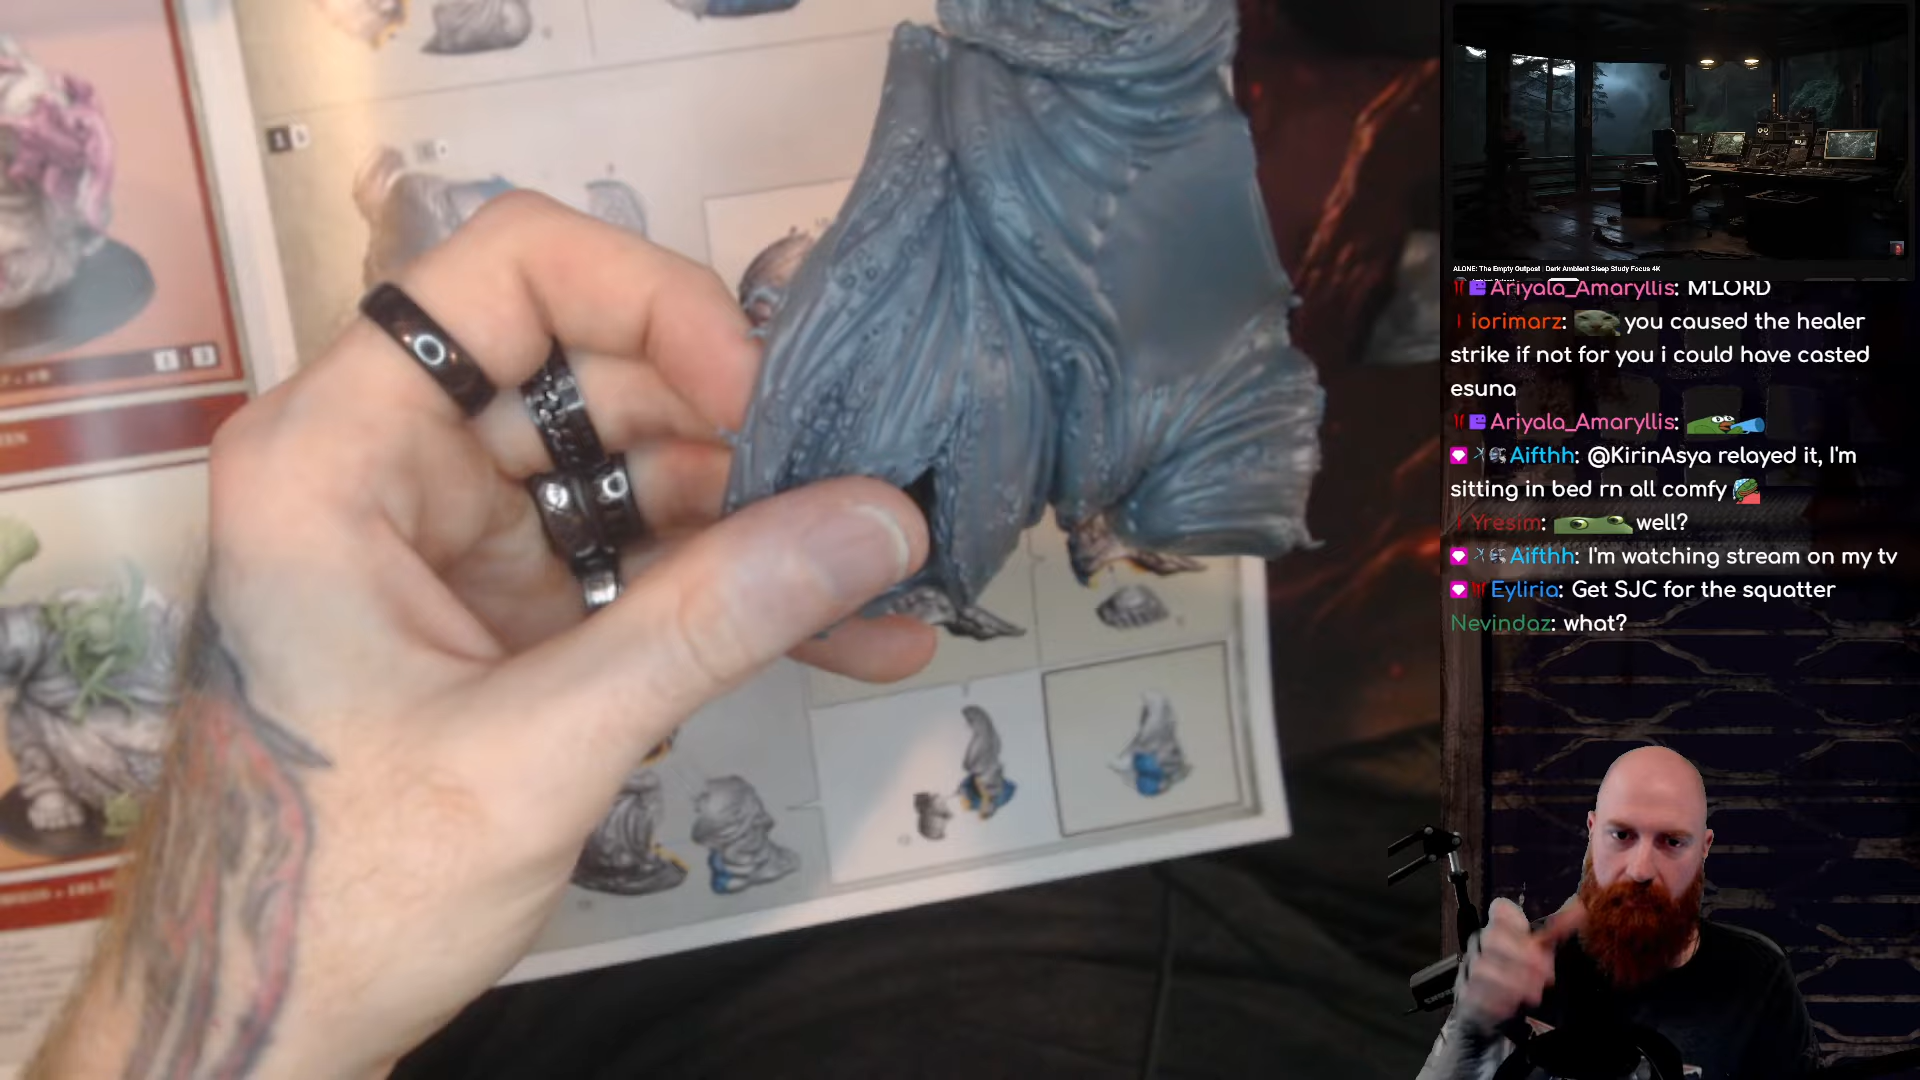 ALONE: The Empty Outpost | Dark Ambient Sleep Study Focus 4K
Ariyala_Amaryllis: M'LORD
iorimarz: you caused the healer
strike if not for you i could have casted
esuna
Ariyala_Amaryllis:
Aifthh: @KirinAsya relayed it, I'm
sitting in bed rn all comfy
Yresim: well?
Aifthh: I'm watching stream on my tv
Eyliria: Get SJC for the squatter
Nevindaz: what?